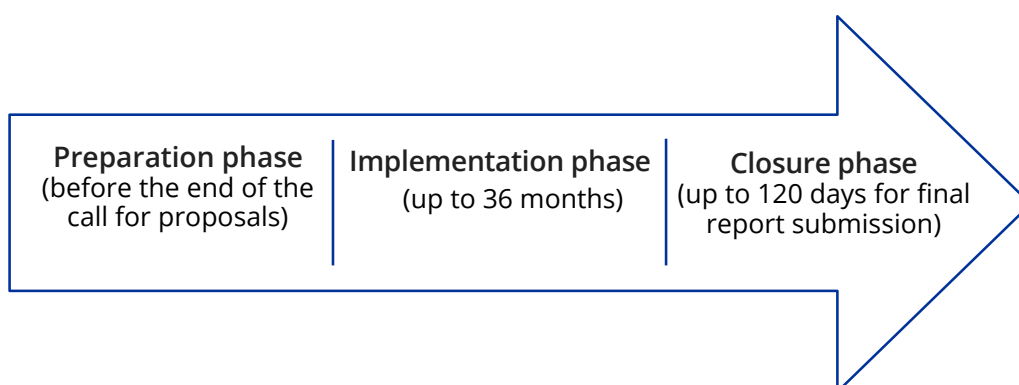 Preparation phase
(before the end of the
call for proposals)
Implementation phase
(up to 36 months)
Closure phase
(up to 120 days for final
report submission)